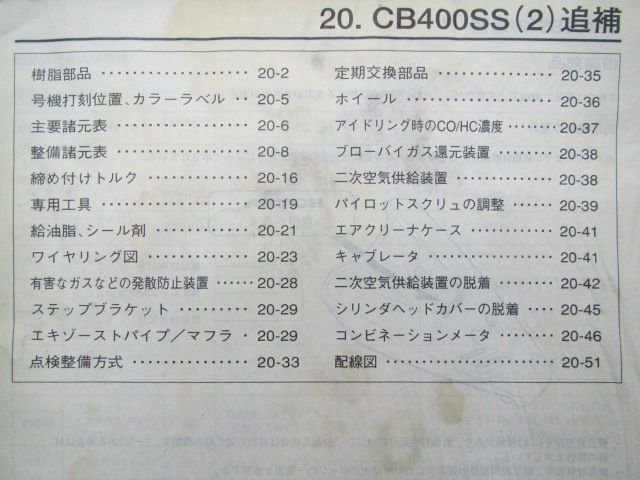 20. CB400SS(2)追補
樹脂部品 ·················· 20-2
号機打刻位置、カラーラベル ·· 20-5
主要諸元表 ················ 20-6
整備諸元表 ················ 20-8
締め付けトルク ············ 20-16
専用工具 ·················· 20-19
給油脂、シール剤 ·········· 20-21
ワイヤリング図 ············ 20-23
有害なガスなどの発散防止装置 ···· 20-28
ステップブラケット ········ 20-29
エキゾーストパイプ/マフラ · 20-29
点検整備方式 ·············· 20-33
定期交換部品 ·············· 20-35
ホイール ·················· 20-36
アイドリング時のCO/HC濃度 ······· 20-37
ブローバイガス還元装置 ······ 20-38
二次空気供給装置 ·········· 20-38
パイロットスクリュの調整 ······ 20-39
エアクリーナケース ········ 20-41
キャブレータ ·············· 20-41
二次空気供給装置の脱着 ······ 20-42
シリンダヘッドカバーの脱着 ···· 20-45
コンビネーションメータ ······ 20-46
配線図 ···················· 20-51